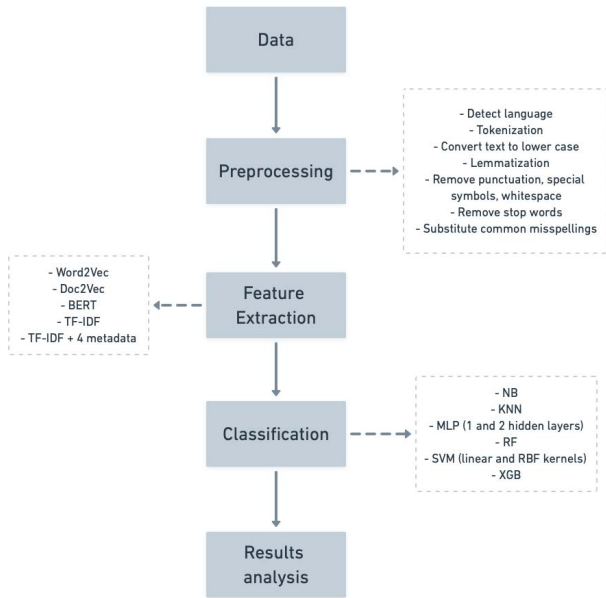 Data
Preprocessing
- Detect language
- Tokenization
- Convert text to lower case
- Lemmatization
- Remove punctuation, special
symbols, whitespace
- Remove stop words
- Substitute common misspellings
Feature
Extraction
- Word2Vec
- Doc2Vec
- BERT
- TF-IDF
- TF-IDF + 4 metadata
Classification
- NB
- KNN
- MLP (1 and 2 hidden layers)
- RF
- SVM (linear and RBF kernels)
- XGB
Results
analysis